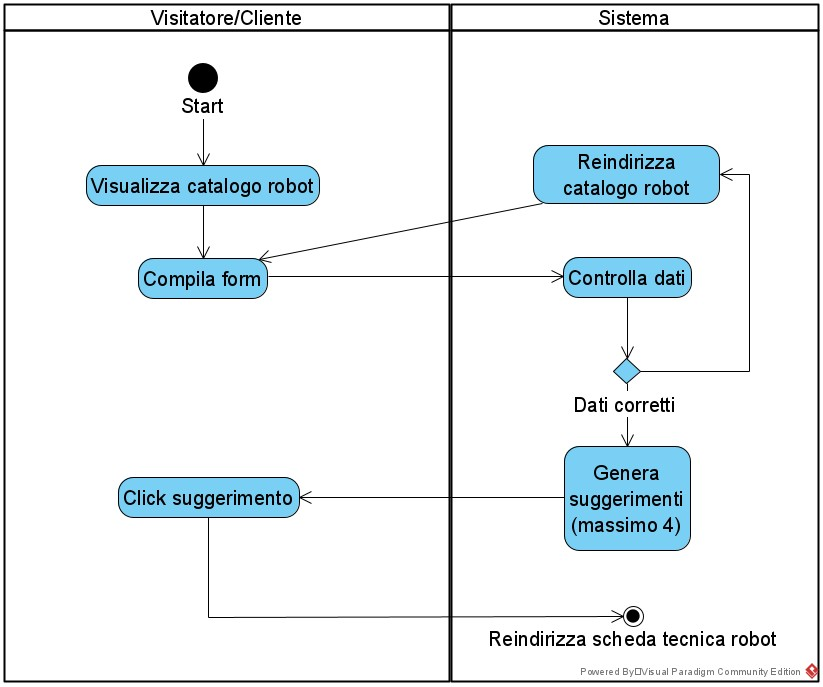 Visitatore/Cliente
Sistema
Start
Visualizza catalogo robot
Reindirizza
catalogo robot
Compila form
Controlla dati
Dati corretti
Genera
suggerimenti
(massimo 4)
Click suggerimento
Reindirizza scheda tecnica robot
Powered By□Visual Paradigm Community Edition